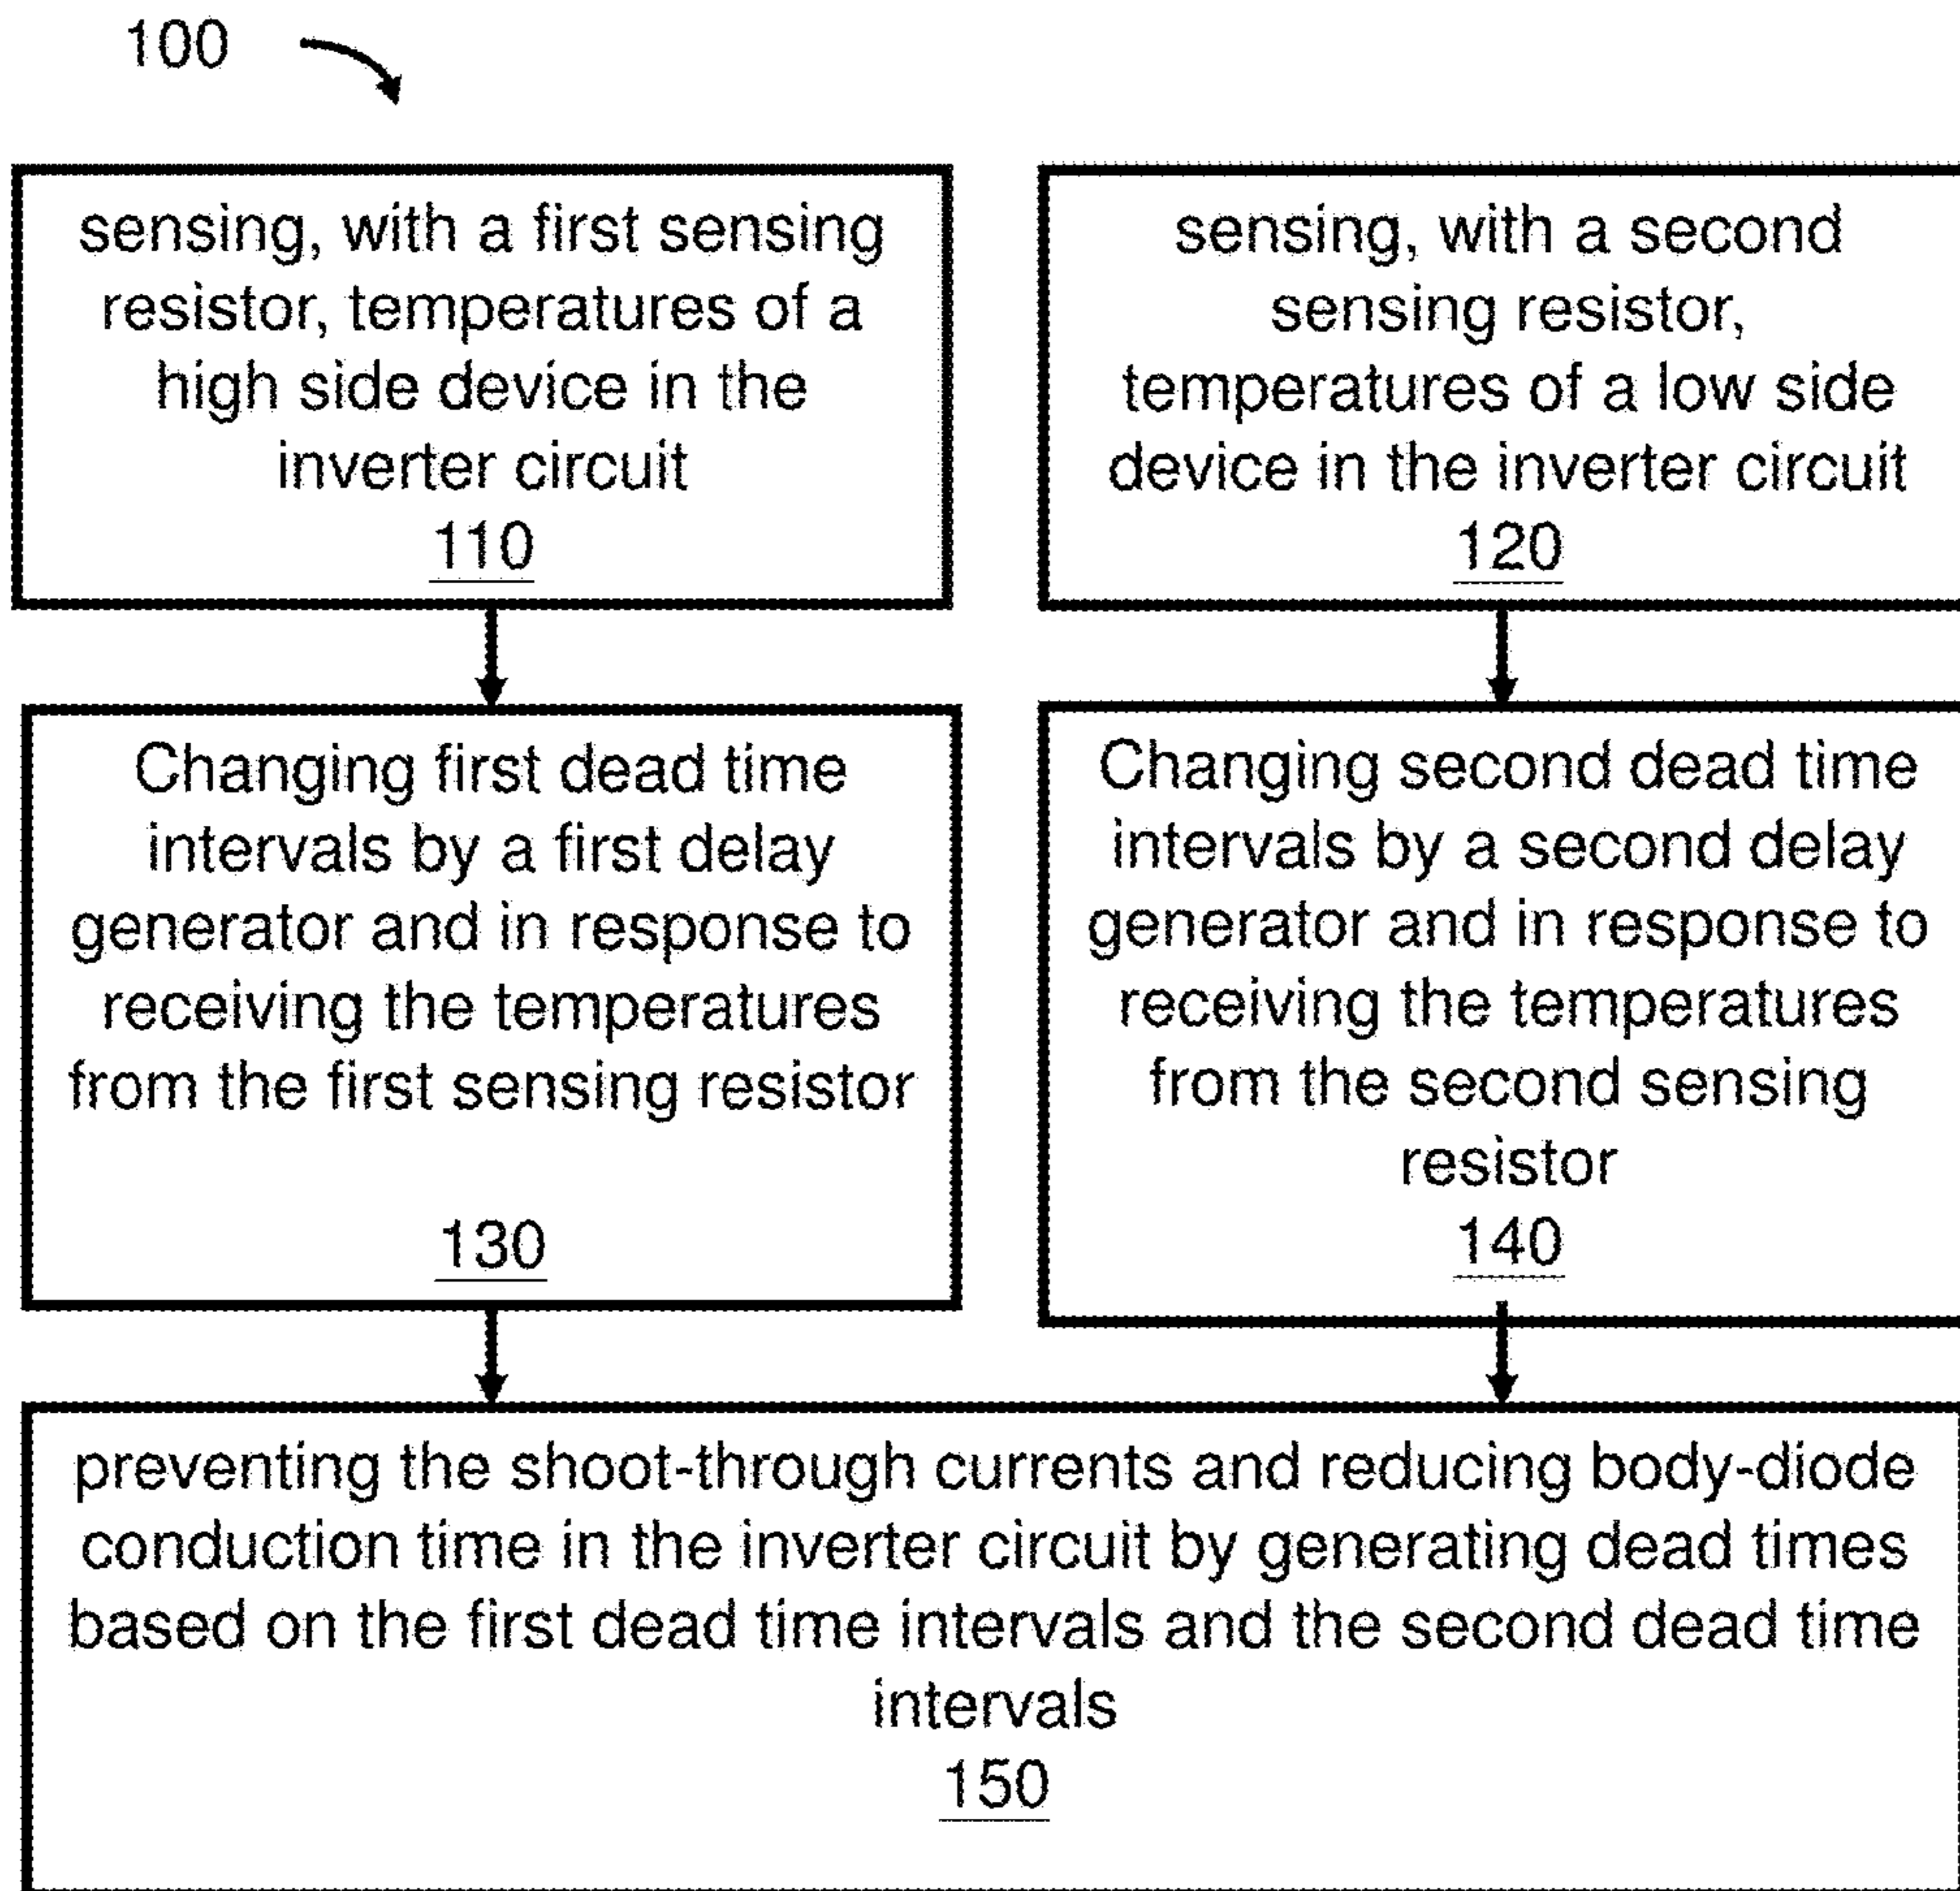 100
sensing, with a first sensing
resistor, temperatures of a
high side device in the
inverter circuit
110
sensing, with a second
sensing resistor,
temperatures of a low side
device in the inverter circuit
120
Changing first dead time
intervals by a first delay
generator and in response to
receiving the temperatures
from the first sensing resistor
130
Changing second dead time
intervals by a second delay
generator and in response to
receiving the temperatures
from the second sensing
resistor
140
preventing the shoot-through currents and reducing body-diode
conduction time in the inverter circuit by generating dead times
based on the first dead time intervals and the second dead time
intervals
150